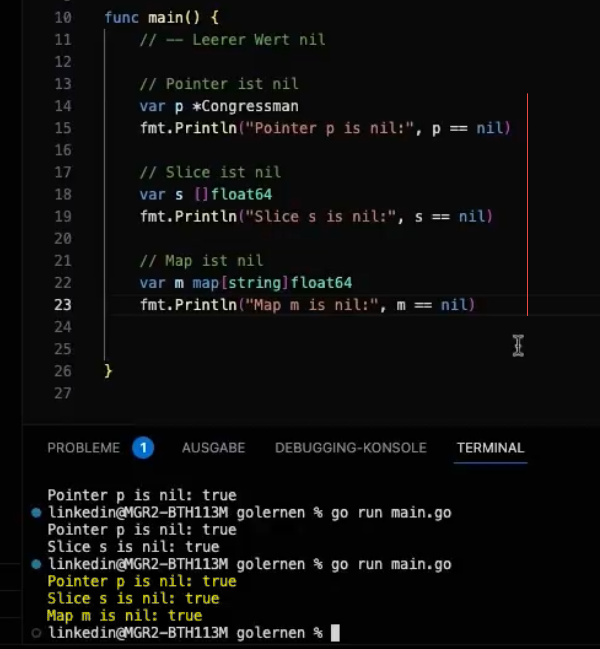 10 func main() {
11 // –– Leerer Wert nil
12
13 // Pointer ist nil
14 var p *Congressman
15 fmt.Println("Pointer p is nil:", p == nil)
16
17 // Slice ist nil
18 var s []float64
19 fmt.Println("Slice s is nil:", s == nil)
20
21 // Map ist nil
22 var m map[string]float64
23 fmt.Println("Map m is nil:", m == nil)
24
25
26 }
27
PROBLEME 1 AUSGABE DEBUGGING-KONSOLE TERMINAL
Pointer p is nil: true
linkedin@MGR2-BTH113M golernen % go run main.go
Pointer p is nil: true
Slice s is nil: true
linkedin@MGR2-BTH113M golernen % go run main.go
Pointer p is nil: true
Slice s is nil: true
Map m is nil: true
linkedin@MGR2-BTH113M golernen %